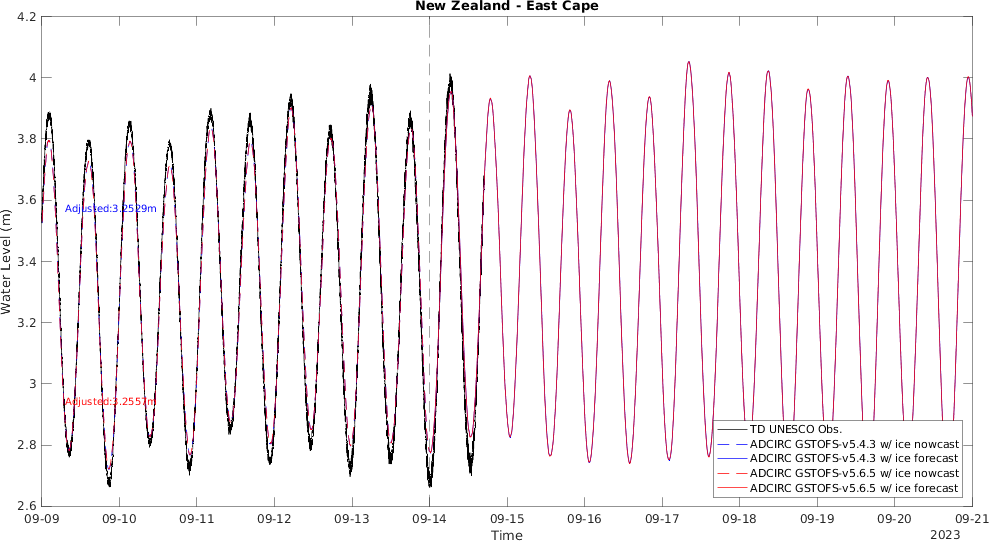 New Zealand - East Cape
4.2
4
3.8
3.6
3.4
3.2
3
2.8
2.6
Water Level (m)
Adjusted:3.2529m
Adjusted:3.2557m
TD UNESCO Obs.
ADCIRC GSTOFS-v5.4.3 w/ ice nowcast
ADCIRC GSTOFS-v5.4.3 w/ ice forecast
ADCIRC GSTOFS-v5.6.5 w/ ice nowcast
ADCIRC GSTOFS-v5.6.5 w/ ice forecast
09-09 09-10 09-11 09-12 09-13 09-14 09-15 09-16 09-17 09-18 09-19 09-20 09-21
Time
2023